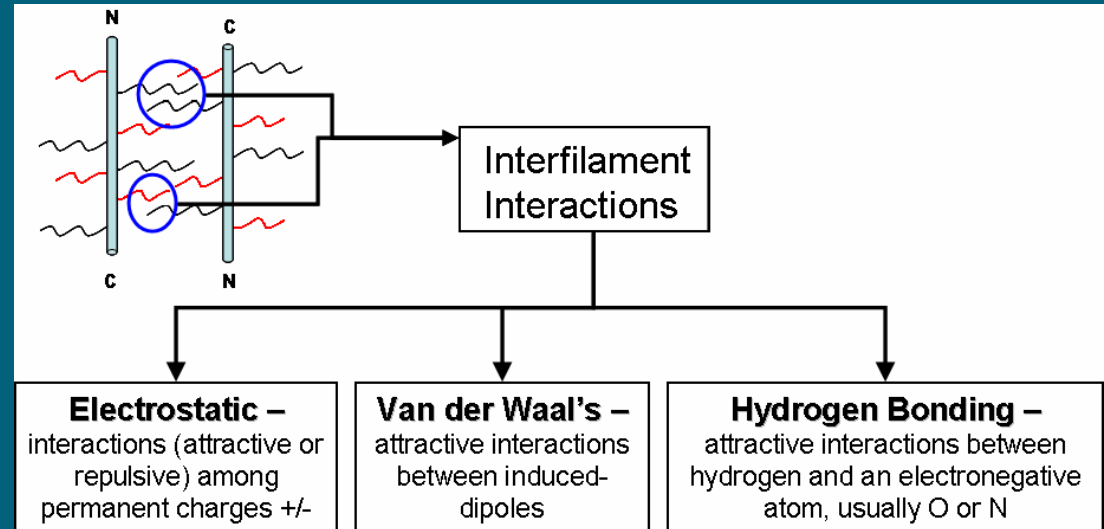 N
C
C
N
Interfilament
Interactions
Electrostatic –
interactions (attractive or
repulsive) among
permanent charges +/-
Van der Waal's –
attractive interactions
between induced-
dipoles
Hydrogen Bonding –
attractive interactions between
hydrogen and an electronegative
atom, usually O or N